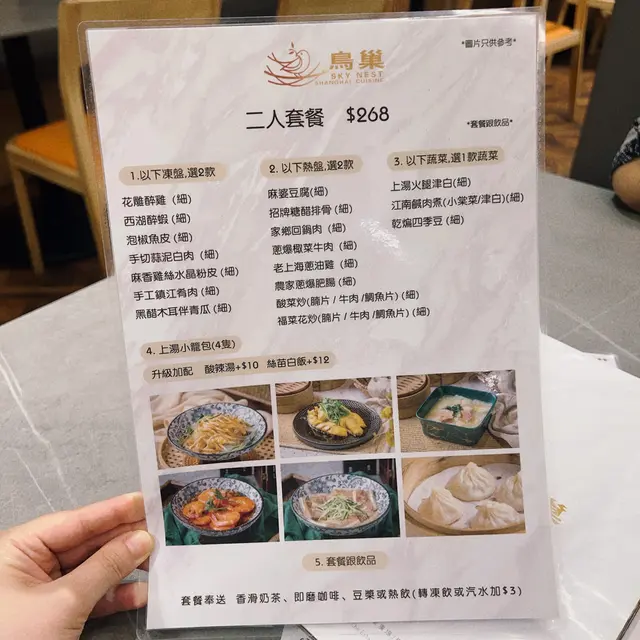 *圖片只供參考*
鳥巢
SKY NEST
SHANGHAI CUISINE
二人套餐 $268
*套餐跟飲品*
1.以下凍盤,選2款
花雕醉雞 (細)
西湖醉蝦 (細)
泡椒魚皮 (細)
手切蒜泥白肉 (細)
麻香雞絲水晶粉皮 (細)
手工鎮江肴肉 (細)
黑醋木耳伴青瓜 (細)
2. 以下熱盤,選2款
麻婆豆腐(細)
招牌糖醋排骨 (細)
家鄉回鍋肉 (細)
蔥爆椰菜牛肉 (細)
老上海蔥油雞 (細)
農家蔥爆肥腸 (細)
酸菜炒(腩片 / 牛肉 /鯛魚片) (細)
福菜花炒(腩片 / 牛肉 /鯛魚片) (細)
3. 以下蔬菜,選1款蔬菜
上湯火腿津白(細)
江南鹹肉煮(小棠菜/津白)(細)
乾煸四季豆 (細)
4. 上湯小籠包(4隻)
升級加配 酸辣湯+$10 絲苗白飯+$12
5. 套餐跟飲品
套餐奉送 香滑奶茶、即磨咖啡、豆漿或熱飲(轉凍飲或汽水加$3)